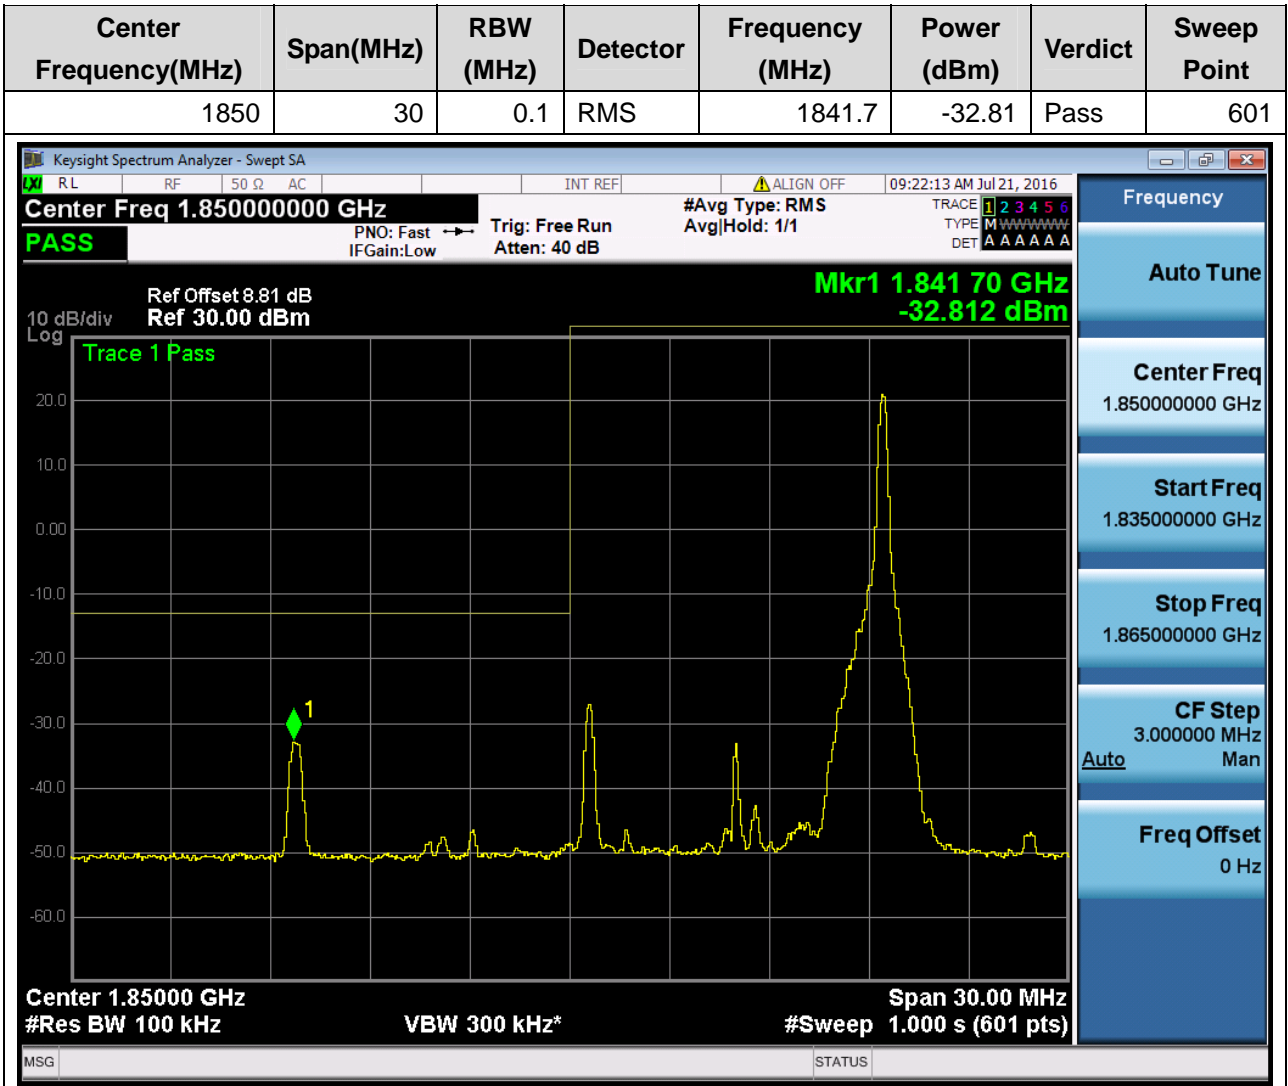 Center Frequency(MHz) Span(MHz) RBW (MHz) Detector Frequency (MHz) Power (dBm) Verdict Sweep Point
1850 30 0.1 RMS 1841.7 -32.81 Pass 601
Keysight Spectrum Analyzer - Swept SA
LXI RL RF 50 Ω AC INT REF ALIGN OFF 09:22:13 AM Jul 21, 2016
Center Freq 1.850000000 GHz
PASS
PNO: Fast
IFGain:Low
Trig: Free Run
Atten: 40 dB
#Avg Type: RMS
Avg|Hold: 1/1
TRACE 1 2 3 4 5 6
TYPE M WWWWW
DET A A A A A A
Mkr1 1.841 70 GHz
-32.812 dBm
Ref Offset 8.81 dB
10 dB/div Ref 30.00 dBm
Log
Trace 1 Pass
20.0
10.0
0.00
-10.0
-20.0
-30.0
-40.0
-50.0
-60.0
1
Center 1.85000 GHz Span 30.00 MHz
#Res BW 100 kHz VBW 300 kHz* #Sweep 1.000 s (601 pts)
MSG STATUS
Frequency
Auto Tune
Center Freq
1.850000000 GHz
Start Freq
1.835000000 GHz
Stop Freq
1.865000000 GHz
CF Step
3.000000 MHz
Auto Man
Freq Offset
0 Hz